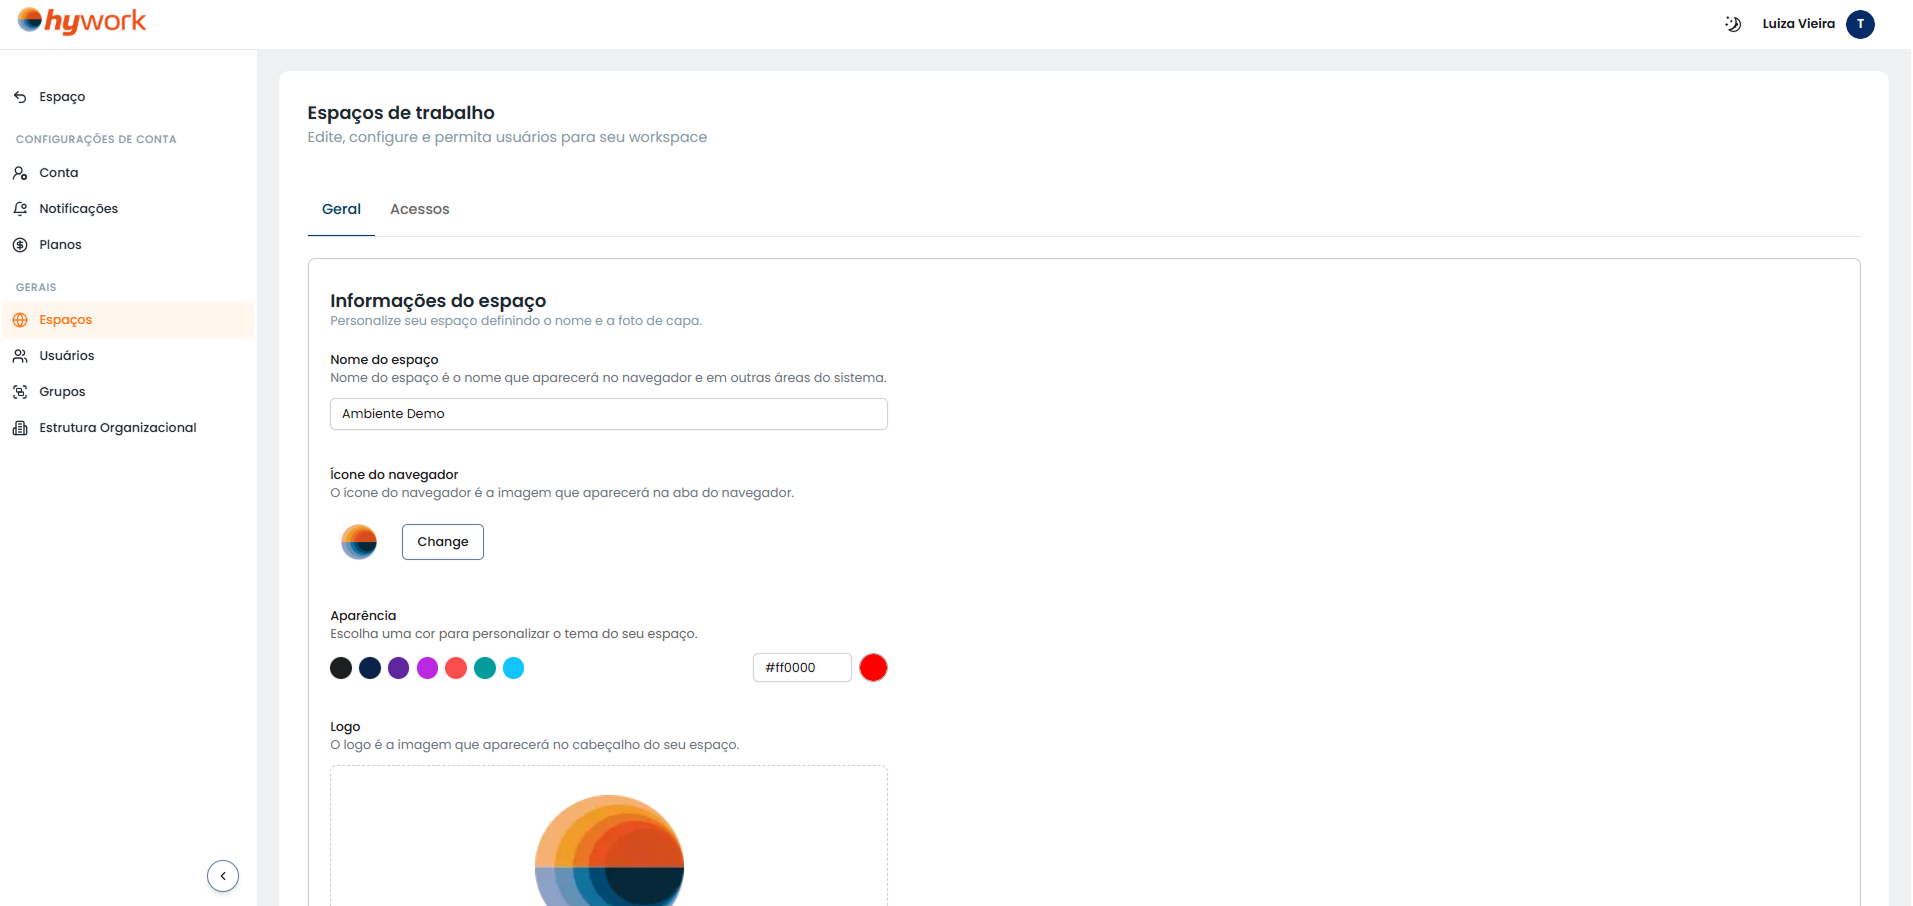 hywork
Luiza Vieira
T
Espaço
CONFIGURAÇÕES DE CONTA
Conta
Notificações
Planos
GERAIS
Espaços
Usuários
Grupos
Estrutura Organizacional
Espaços de trabalho
Edite, configure e permita usuários para seu workspace
Geral
Acessos
Informações do espaço
Personalize seu espaço definindo o nome e a foto de capa.
Nome do espaço
Nome do espaço é o nome que aparecerá no navegador e em outras áreas do sistema.
Ambiente Demo
Ícone do navegador
O ícone do navegador é a imagem que aparecerá na aba do navegador.
Change
Aparência
Escolha uma cor para personalizar o tema do seu espaço.
#ff0000
Logo
O logo é a imagem que aparecerá no cabeçalho do seu espaço.